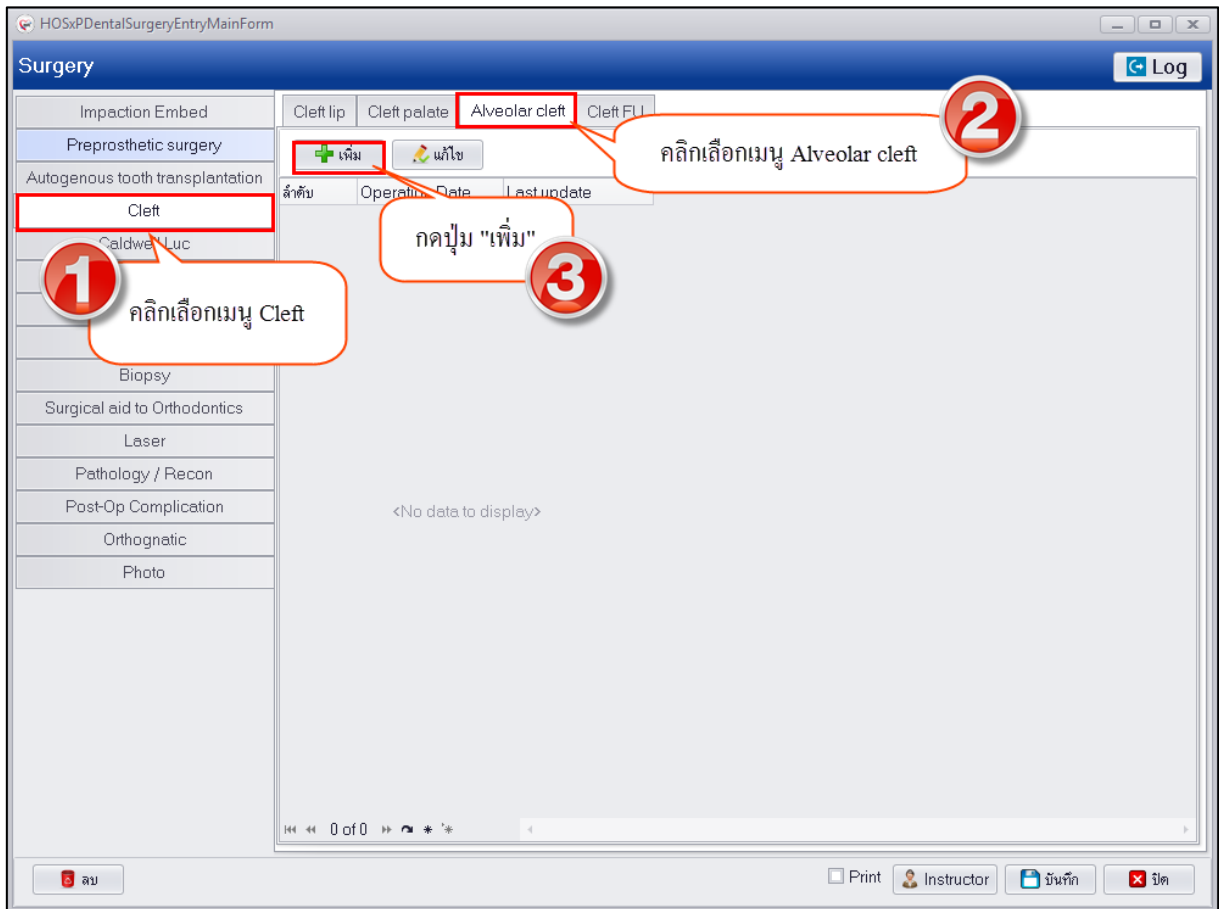 HOSxPDentalSurgeryEntryMainForm
Surgery
Log
Impaction Embed
Preprosthetic surgery
Autogenous tooth transplantation
Cleft
Caldwell Luc
Biopsy
Surgical aid to Orthodontics
Laser
Pathology / Recon
Post-Op Complication
Orthognatic
Photo
Cleft lip Cleft palate Alveolar cleft Cleft FU
เพิ่ม แก้ไข
ลำดับ Operation Date Last update
1
คลิกเลือกเมนู Cleft
2
คลิกเลือกเมนู Alveolar cleft
3
กดปุ่ม "เพิ่ม"
<No data to display>
0 of 0
ลบ
Print Instructor บันทึก ปิด